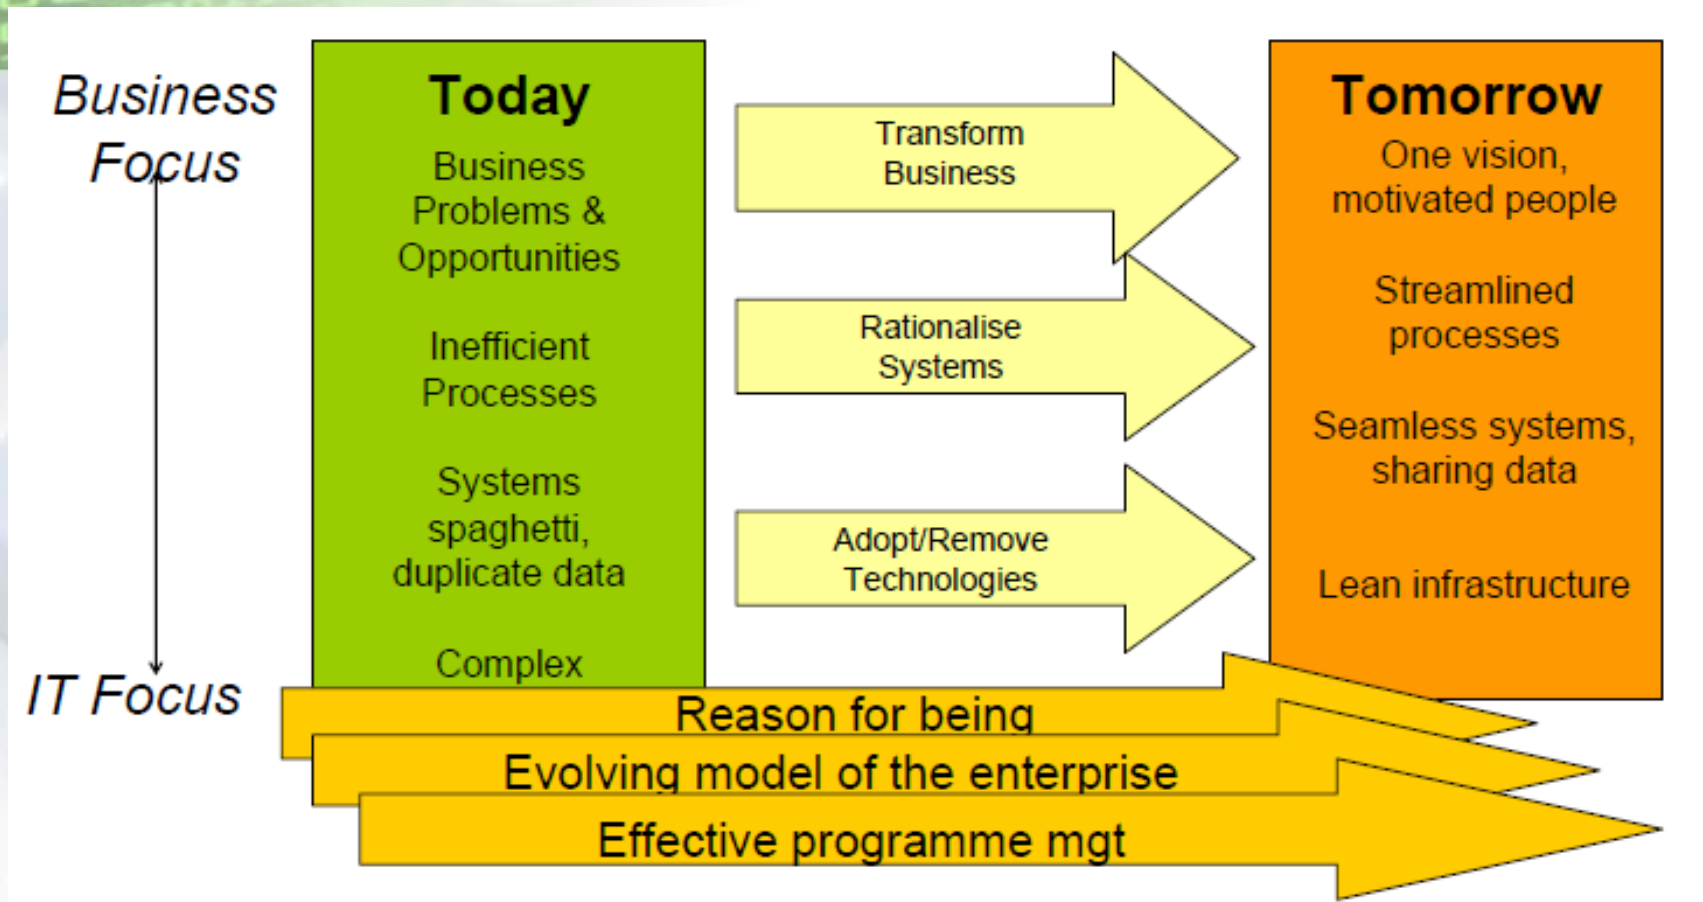 Business
Focus
IT Focus
Today
Business
Problems &
Opportunities
Inefficient
Processes
Systems
spaghetti,
duplicate data
Complex
Transform
Business
Rationalise
Systems
Adopt/Remove
Technologies
Tomorrow
One vision,
motivated people
Streamlined
processes
Seamless systems,
sharing data
Lean infrastructure
Reason for being
Evolving model of the enterprise
Effective programme mgt